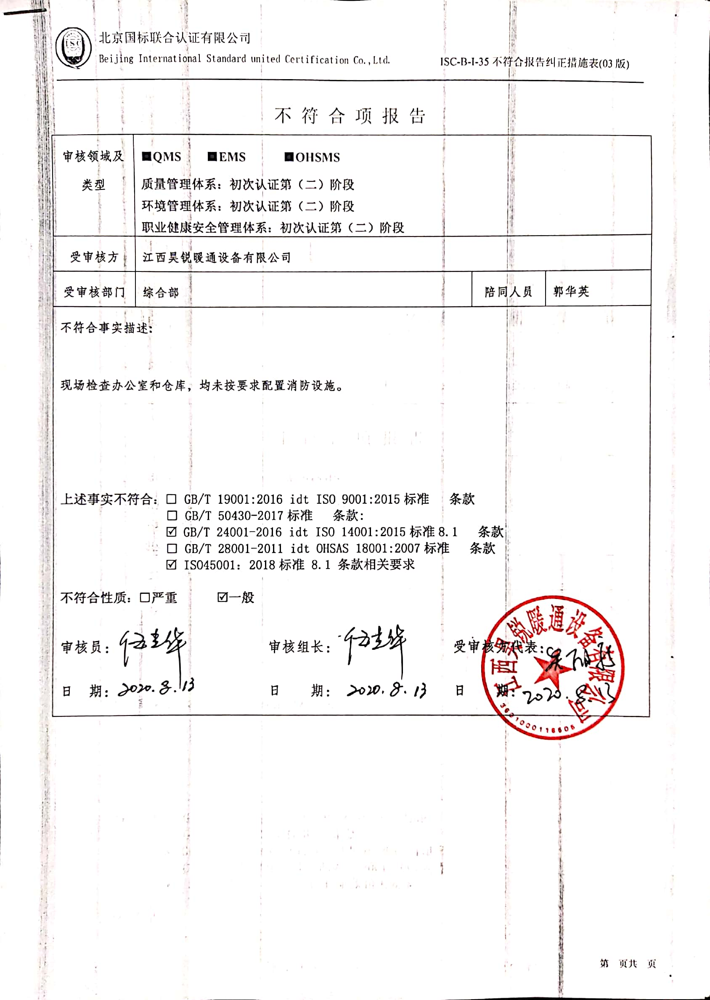 ISC
北京国标联合认证有限公司
Beijing International Standard united Certification Co.,Ltd.
ISC-B-I-35 不符合报告纠正措施表(03 版)
不符合项报告
审核领域及类型
■QMS ■EMS ■OHSMS
质量管理体系：初次认证第（二）阶段
环境管理体系：初次认证第（二）阶段
职业健康安全管理体系：初次认证第（二）阶段
受审核方 江西昊锐暖通设备有限公司
受审核部门 综合部 陪同人员 郭华英
不符合事实描述:
现场检查办公室和仓库，均未按要求配置消防设施。
上述事实不符合：☐ GB/T 19001:2016 idt ISO 9001:2015 标准 条款
☐ GB/T 50430-2017 标准 条款:
☑ GB/T 24001-2016 idt ISO 14001:2015 标准 8.1 条款
☐ GB/T 28001-2011 idt OHSAS 18001:2007 标准 条款
☑ ISO45001：2018 标准 8.1 条款相关要求
不符合性质：☐严重 ☑一般
审核员： 审核组长： 受审核方代表:
日 期：2020.8.13 日 期：2020.8.13 日 期：2020.8.13
江西昊锐暖通设备有限公司
第 页共 页